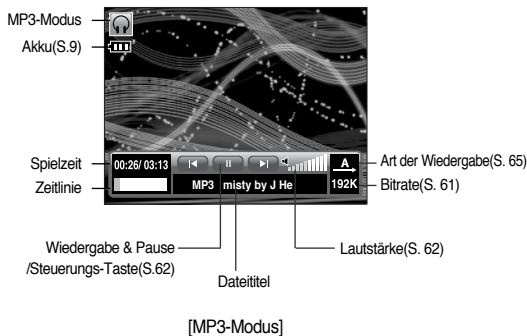 MP3-Modus
Akku(S.9)
Spielzeit
00:26/ 03:13
A
Art der Wiedergabe(S. 65)
Zeitlinie
MP3 misty by J He
192K
Bitrate(S. 61)
Wiedergabe & Pause
/Steuerungs-Taste(S.62)
Lautstärke(S. 62)
Dateititel
[MP3-Modus]